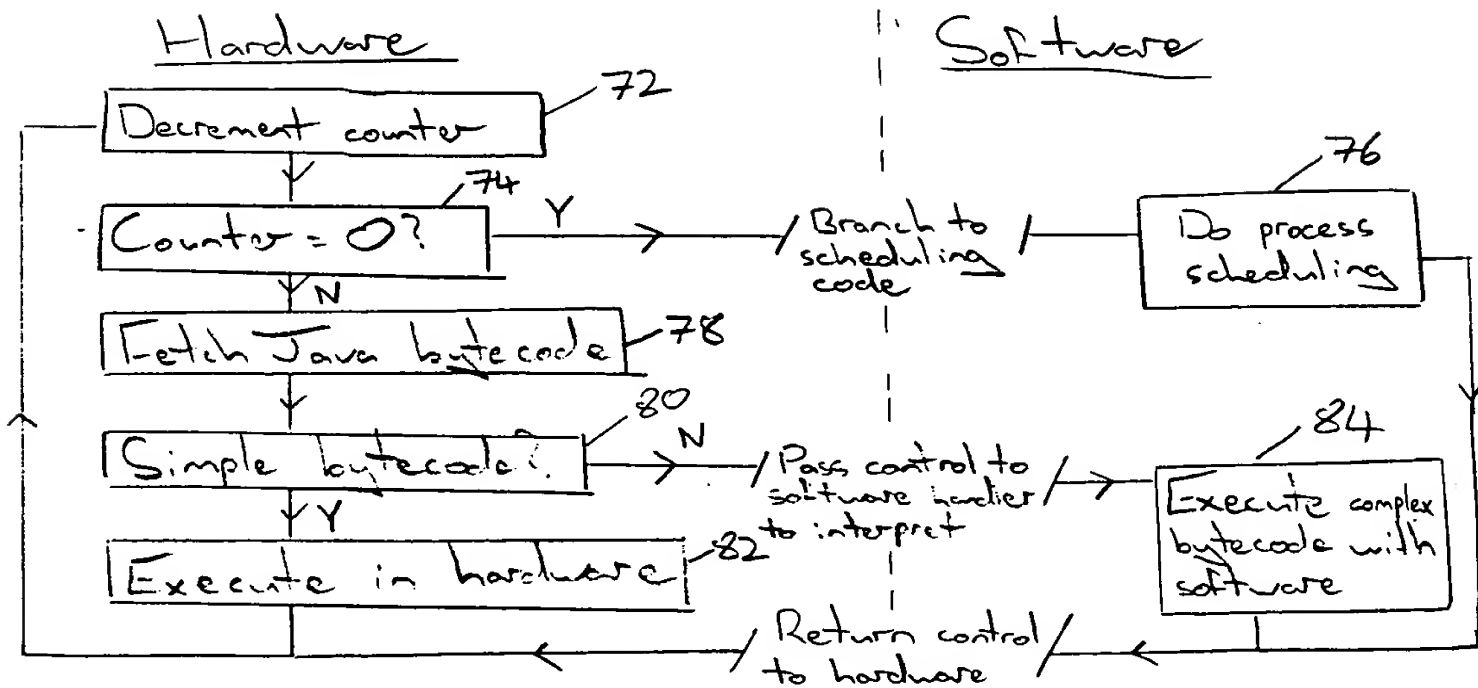 Hardware
Software
72
Decrement counter
74
76
Counter = 0?
Y
Branch to
scheduling
code
Do process
scheduling
N
78
Fetch Java bytecode
80
Simple bytecode?
N
Pass control to
software handler
to interpret
84
Execute complex
bytecode with
software
Y
82
Execute in hardware
Return control
to hardware